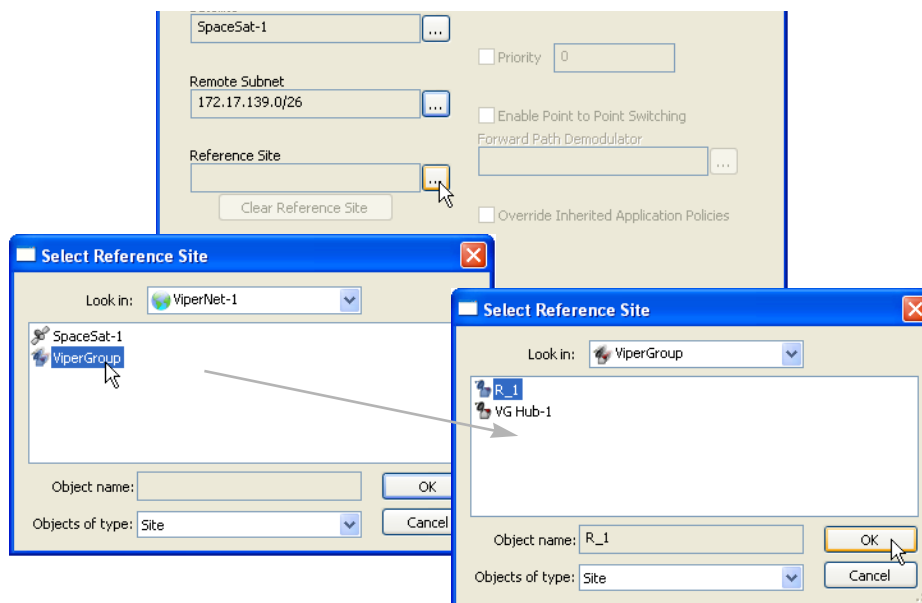 SpaceSat-1
...
Priority 0
Remote Subnet
172.17.139.0/26
...
Enable Point to Point Switching
Forward Path Demodulator
...
Reference Site
...
Clear Reference Site
Override Inherited Application Policies
Select Reference Site
Look in: ViperNet-1
SpaceSat-1
ViperGroup
Object name:
OK
Objects of type: Site
Cancel
Select Reference Site
Look in: ViperGroup
R_1
VG Hub-1
Object name: R_1
OK
Objects of type: Site
Cancel